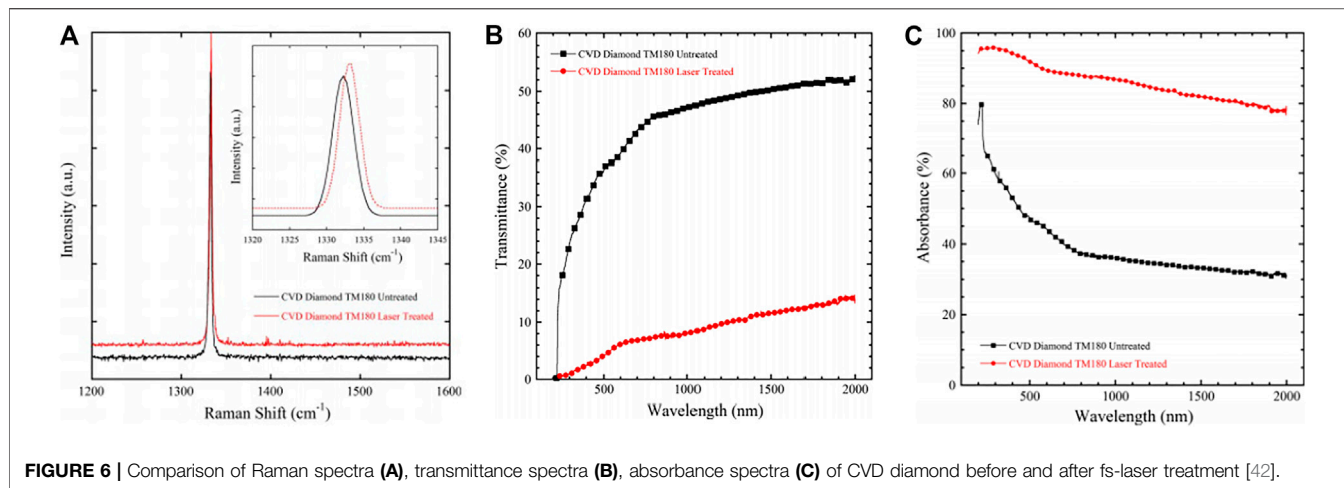 A
Intensity (a.u.)
Intensity (a.u.)
1320 1325 1330 1335 1340 1345
Raman Shift (cm-1)
CVD Diamond TM180 Untreated
CVD Diamond TM180 Laser Treated
1200 1300 1400 1500 1600
Raman Shift (cm-1)
B
60
50
40
30
20
10
0
Transmittance (%)
CVD Diamond TM180 Untreated
CVD Diamond TM180 Laser Treated
500 1000 1500 2000
Wavelength (nm)
C
100
80
60
40
20
0
Absorbance (%)
CVD Diamond TM180 Untreated
CVD Diamond TM180 Laser Treated
500 1000 1500 2000
Wavelength (nm)
FIGURE 6 | Comparison of Raman spectra (A), transmittance spectra (B), absorbance spectra (C) of CVD diamond before and after fs-laser treatment [42].